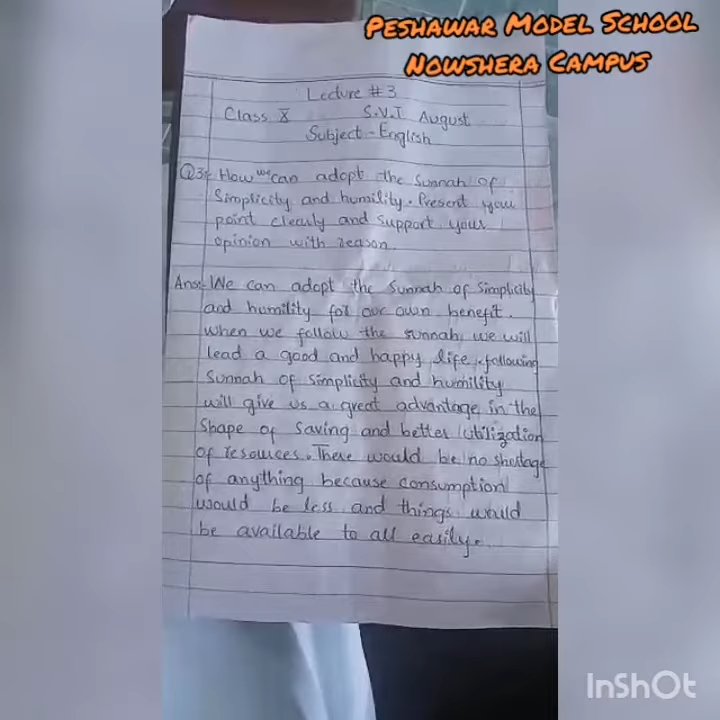 PESHAWAR MODEL SCHOOL
NOWSHERA CAMPUS
Lecture #3
Class X S.V.I August
Subject - English
Q3:- How we can adopt the Sunnah of
Simplicity and humility. Present your
point clearly and support your
opinion with reason.
Ans:- We can adopt the Sunnah of Simplicity
and humility for our own benefit.
when we follow the sunnah, we will
lead a good and happy life, following
Sunnah of simplicity and humility
will give us a great advantage in the
shape of saving and better utilization
of resources. There would be no shortage
of anything because consumption
would be less and things would
be available to all easily.
InShOt